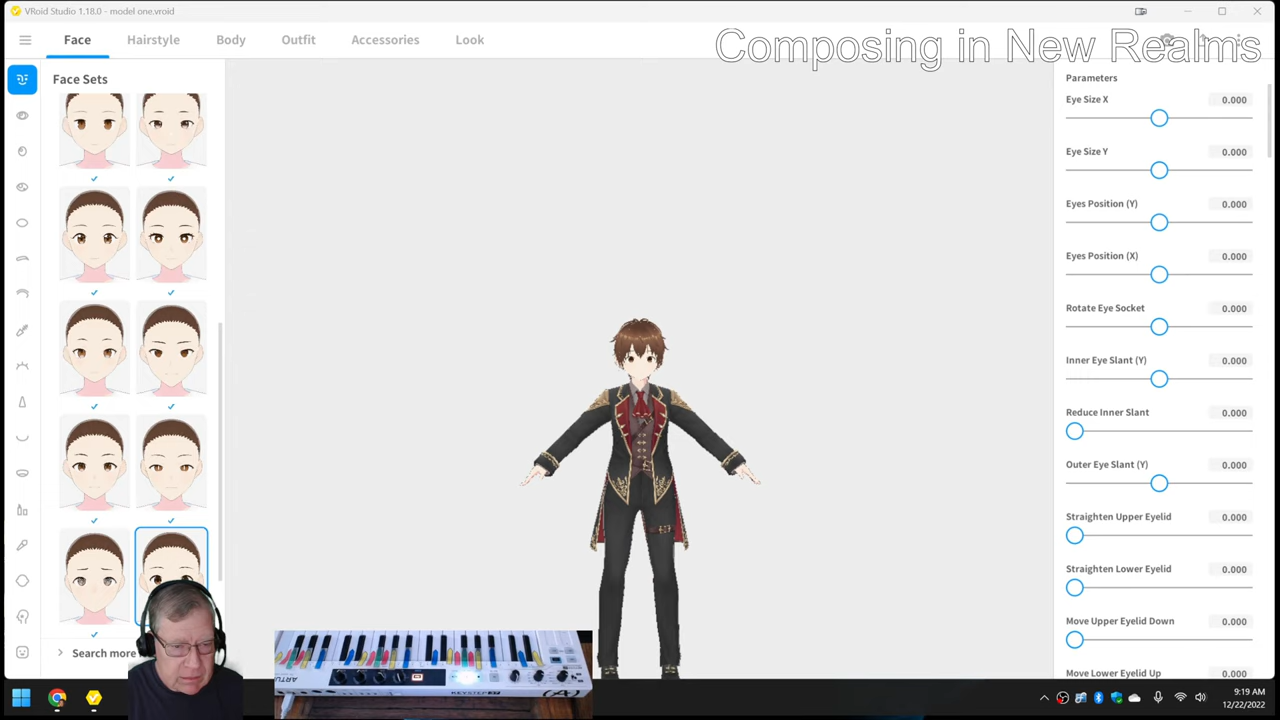 VRoid Studio 1.18.0 - model one.vroid
Face
Hairstyle
Body
Outfit
Accessories
Look
Composing in New Realms
Face Sets
Search more
Parameters
Eye Size X 0.000
Eye Size Y 0.000
Eyes Position (Y) 0.000
Eyes Position (X) 0.000
Rotate Eye Socket 0.000
Inner Eye Slant (Y) 0.000
Reduce Inner Slant 0.000
Outer Eye Slant (Y) 0.000
Straighten Upper Eyelid 0.000
Straighten Lower Eyelid 0.000
Move Upper Eyelid Down 0.000
Move Lower Eyelid Up 0.000
ARTU
KEYSTEP 37
9:19 AM
12/22/2022